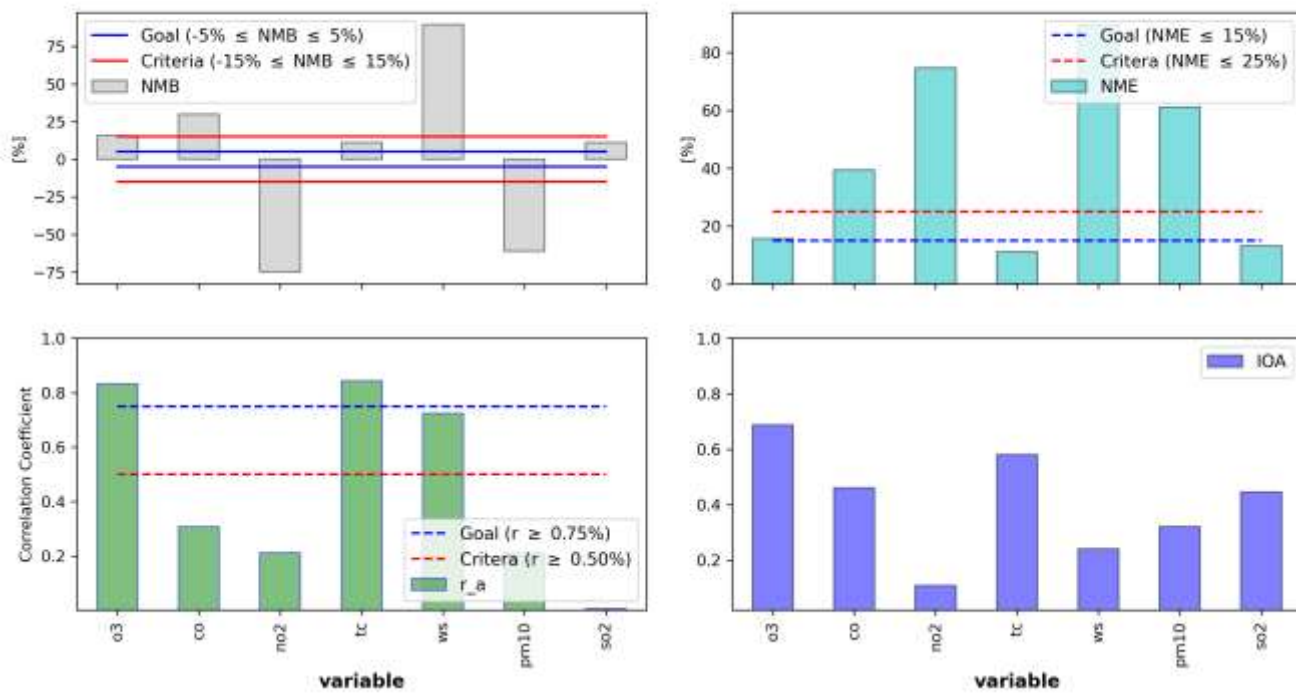 Goal (-5% ≤ NMB ≤ 5%)
Criteria (-15% ≤ NMB ≤ 15%)
NMB
75
50
25
0
−25
−50
−75
[%]
Goal (NME ≤ 15%)
Critera (NME ≤ 25%)
NME
80
60
40
20
0
[%]
1.0
0.8
0.6
0.4
0.2
Correlation Coefficient
Goal (r ≥ 0.75%)
Critera (r ≥ 0.50%)
r_a
o3
co
no2
tc
ws
pm10
so2
variable
IOA
1.0
0.8
0.6
0.4
0.2
o3
co
no2
tc
ws
pm10
so2
variable